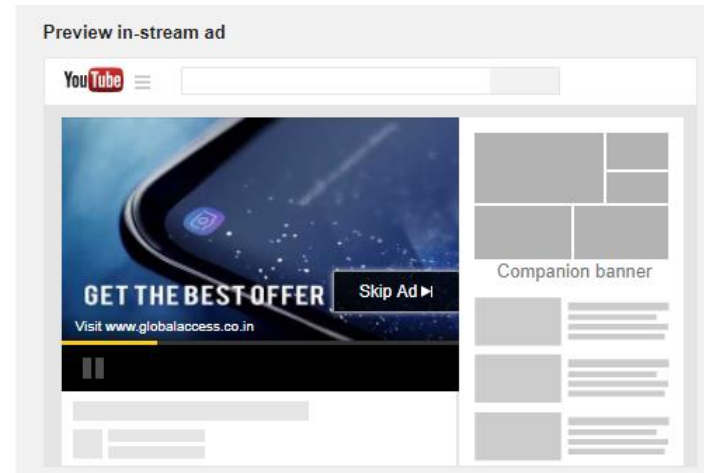 Preview in-stream ad
YouTube
GET THE BEST OFFER
Skip Ad
Visit www.globalaccess.co.in
Companion banner